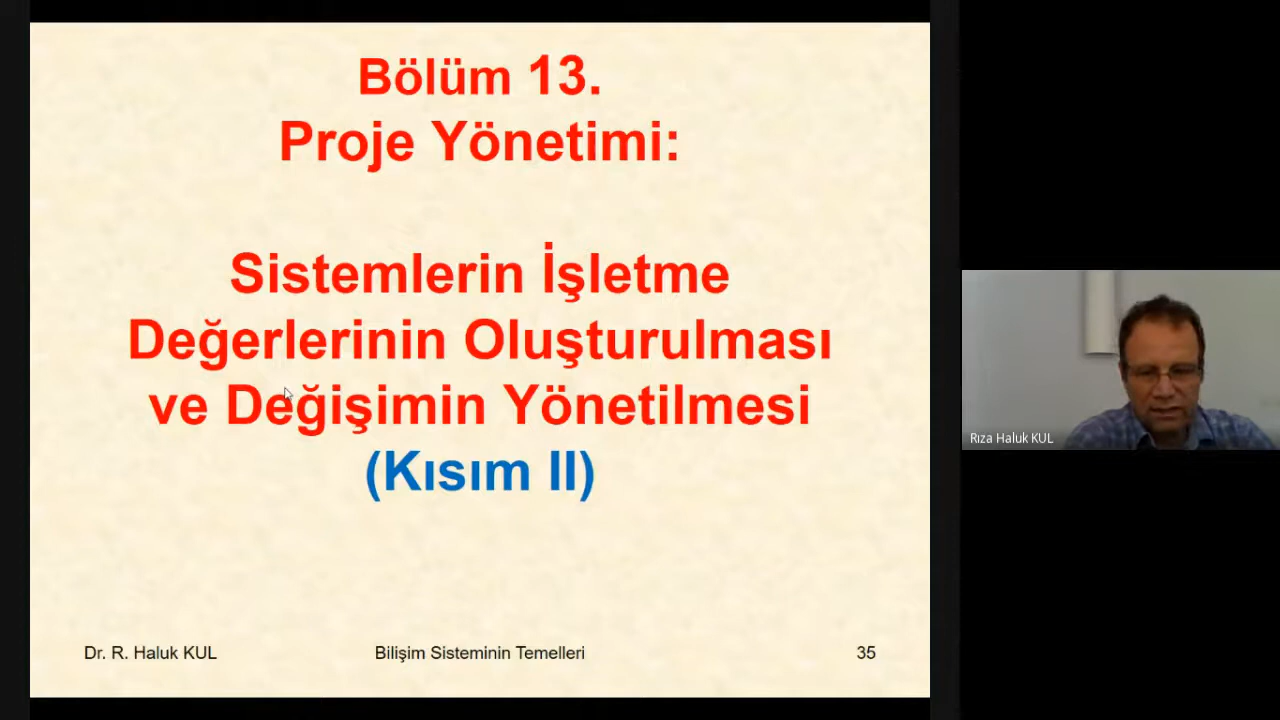 Bölüm 13.
Proje Yönetimi:
Sistemlerin İşletme
Değerlerinin Oluşturulması
ve Değişimin Yönetilmesi
(Kısım II)
Dr. R. Haluk KUL
Bilişim Sisteminin Temelleri
35
Rıza Haluk KUL